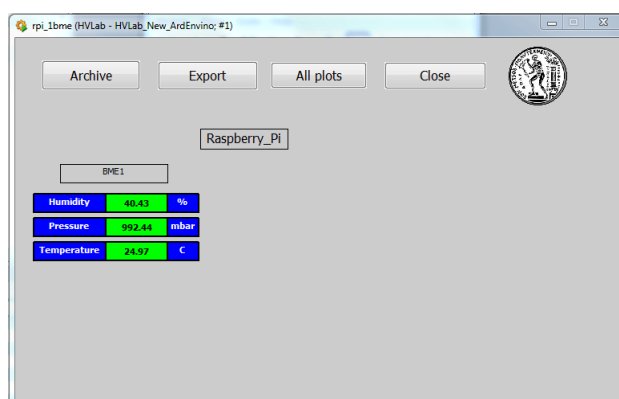 rpi_1bme (HVLab - HVLab_New_ArdEnvino; #1)
Archive Export All plots Close
Raspberry_Pi
BME1
Humidity 40.43 %
Pressure 992.44 mbar
Temperature 24.97 C